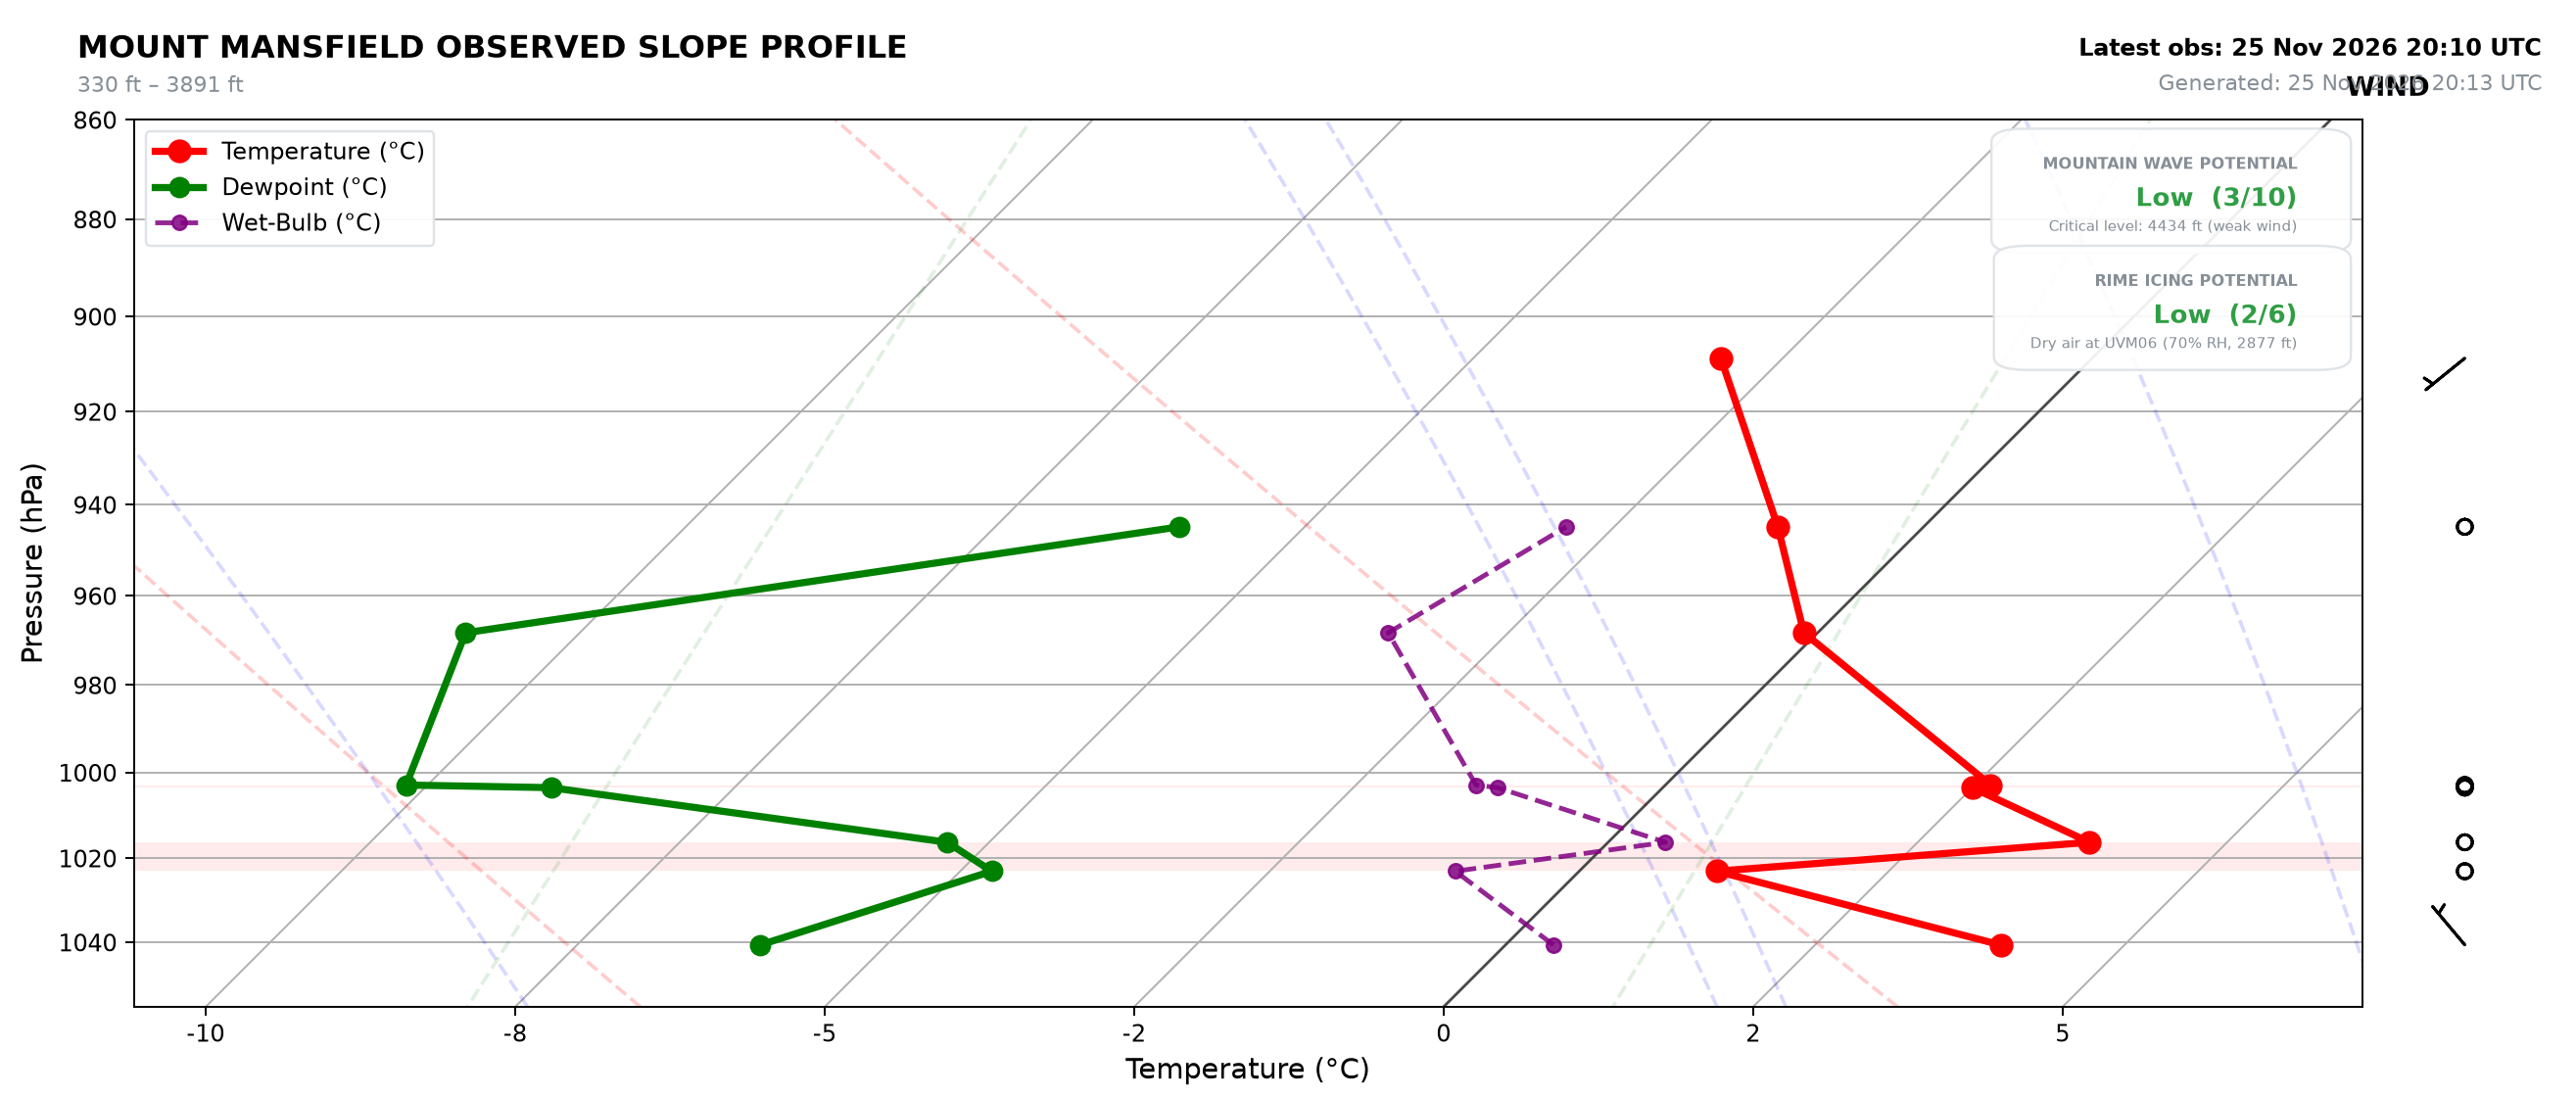 MOUNT MANSFIELD OBSERVED SLOPE PROFILE
330 ft – 3891 ft
Latest obs: 25 Nov 2026 20:10 UTC
Generated: 25 Nov 2026 20:13 UTC
WIND
Temperature (°C)
Dewpoint (°C)
Wet-Bulb (°C)
MOUNTAIN WAVE POTENTIAL
Low (3/10)
Critical level: 4434 ft (weak wind)
RIME ICING POTENTIAL
Low (2/6)
Dry air at UVM06 (70% RH, 2877 ft)
Pressure (hPa)
860
880
900
920
940
960
980
1000
1020
1040
-10 -8 -5 -2 0 2 5
Temperature (°C)